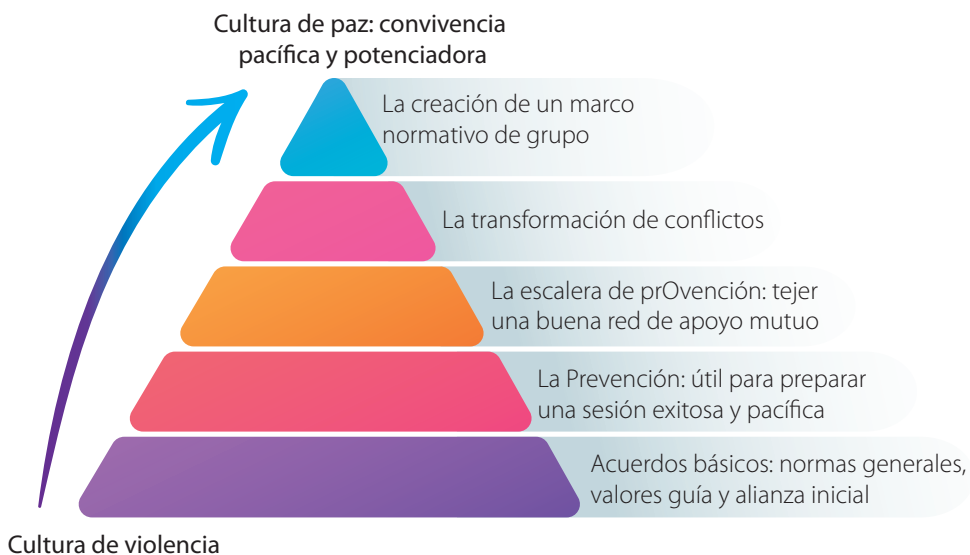 Cultura de paz: convivencia
pacífica y potenciadora
La creación de un marco
normativo de grupo
La transformación de conflictos
La escalera de prOvención: tejer
una buena red de apoyo mutuo
La Prevención: útil para preparar
una sesión exitosa y pacífica
Acuerdos básicos: normas generales,
valores guía y alianza inicial
Cultura de violencia